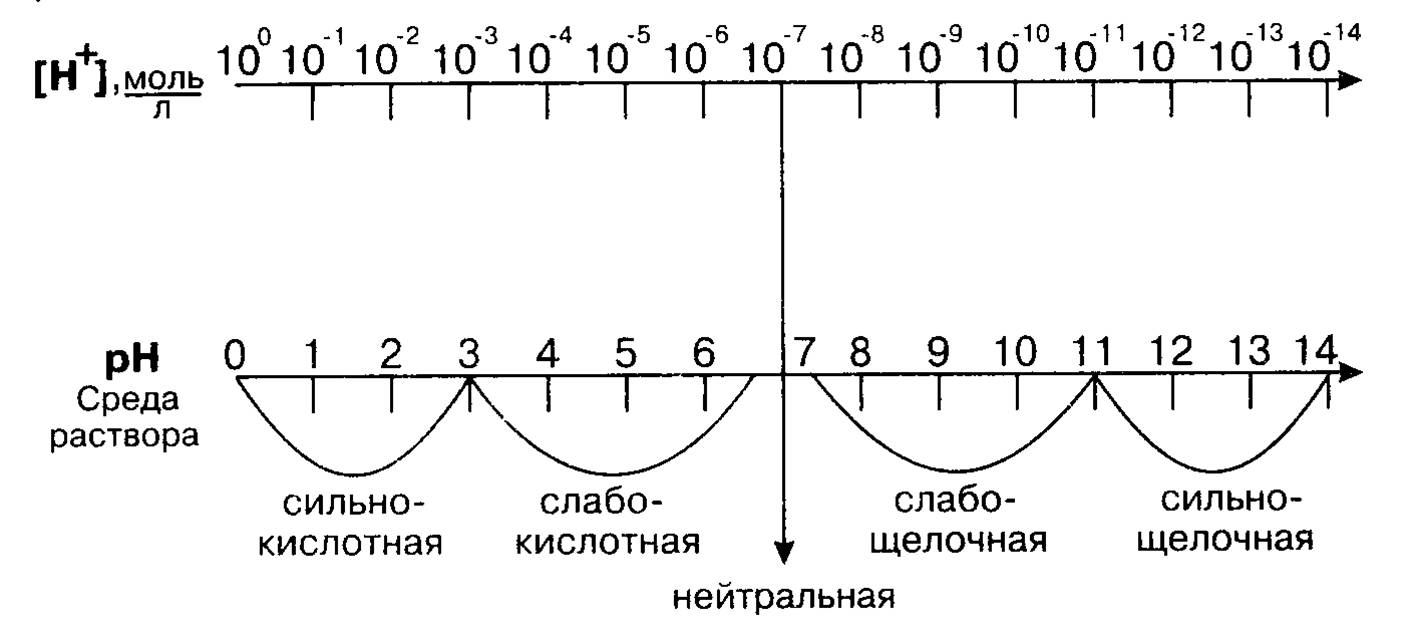 [H⁺], моль/л 10⁰ 10⁻¹ 10⁻² 10⁻³ 10⁻⁴ 10⁻⁵ 10⁻⁶ 10⁻⁷ 10⁻⁸ 10⁻⁹ 10⁻¹⁰ 10⁻¹¹ 10⁻¹² 10⁻¹³ 10⁻¹⁴
pH 0 1 2 3 4 5 6 7 8 9 10 11 12 13 14
Среда
раствора
сильно-
кислотная
слабо-
кислотная
слабо-
щелочная
сильно-
щелочная
нейтральная